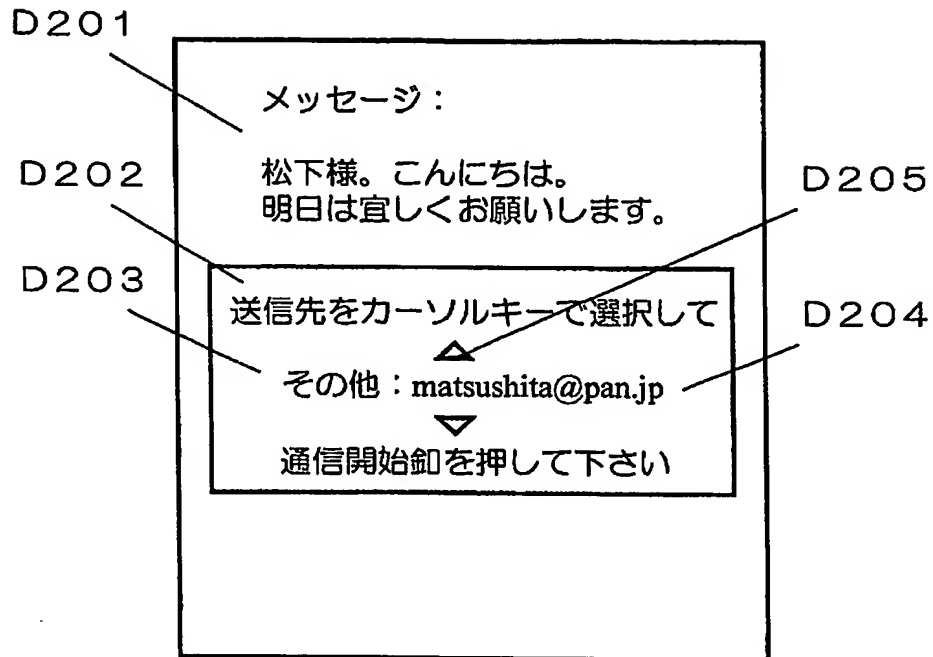 D201
メッセージ：
D202
松下様。こんにちは。
明日は宜しくお願いします。
D205
D203
送信先をカーソルキーで選択して
D204
その他：matsushita@pan.jp
通信開始釦を押して下さい